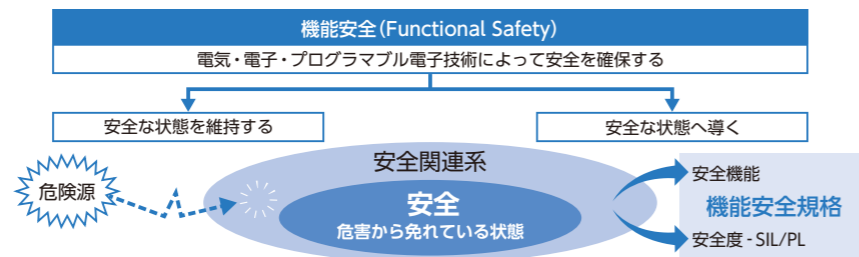 機能安全(Functional Safety)
電気・電子・プログラマブル電子技術によって安全を確保する
安全な状態を維持する
安全な状態へ導く
安全関連系
危険源
安全
危害から免れている状態
安全機能
機能安全規格
安全度 - SIL/PL